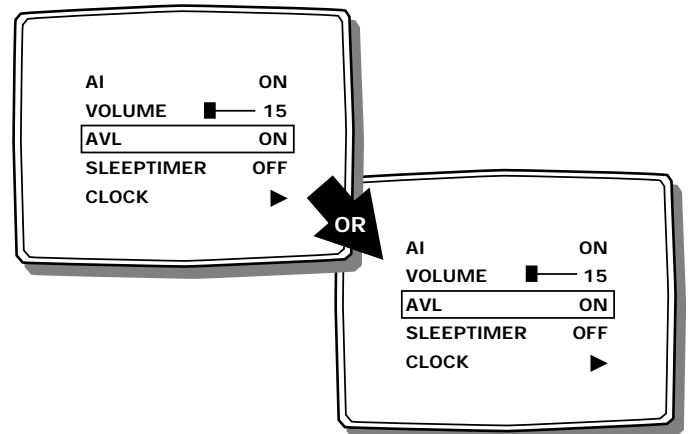 AI ON
VOLUME 15
AVL ON
SLEEPTIMER OFF
CLOCK
OR
AI ON
VOLUME 15
AVL ON
SLEEPTIMER OFF
CLOCK